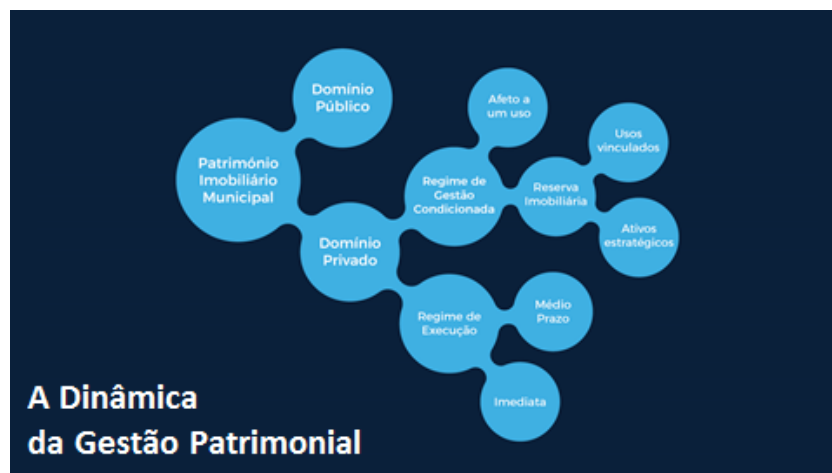 Património
Imobiliário
Municipal
Domínio
Público
Domínio
Privado
Regime de
Gestão
Condicionada
Afeto a
um uso
Reserva
Imobiliária
Usos
vinculados
Ativos
estratégicos
Regime de
Execução
Médio
Prazo
Imediata
A Dinâmica
da Gestão Patrimonial